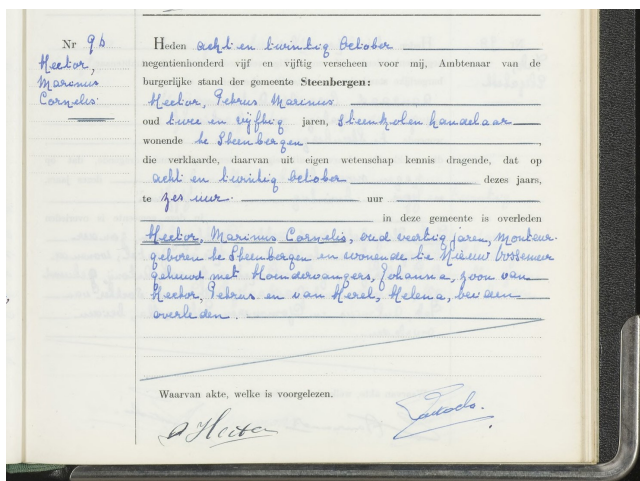 Nr 96
Hector,
Marinus
Cornelis.
Heden acht en twintig October
negentienhonderd vijf en vijftig verscheen voor mij, Ambtenaar van de
burgerlijke stand der gemeente Steenbergen:
Hector, Petrus Marinus
oud twee en vijftig jaren, steenkolen handelaar
wonende te Steenbergen,
die verklaarde, daarvan uit eigen wetenschap kennis dragende, dat op
acht en twintig October dezes jaars,
te zes uur. uur
in deze gemeente is overleden
Hector, Marinus Cornelis, oud veertig jaren, monteur.
geboren te Steenbergen en wonende te Nieuw Vossemeer
gehuwd met Hoendervangers, Johanna, zoon van
Hector, Petrus en van Herel, Helena, beiden
overleden.
Waarvan akte, welke is voorgelezen.
Hector